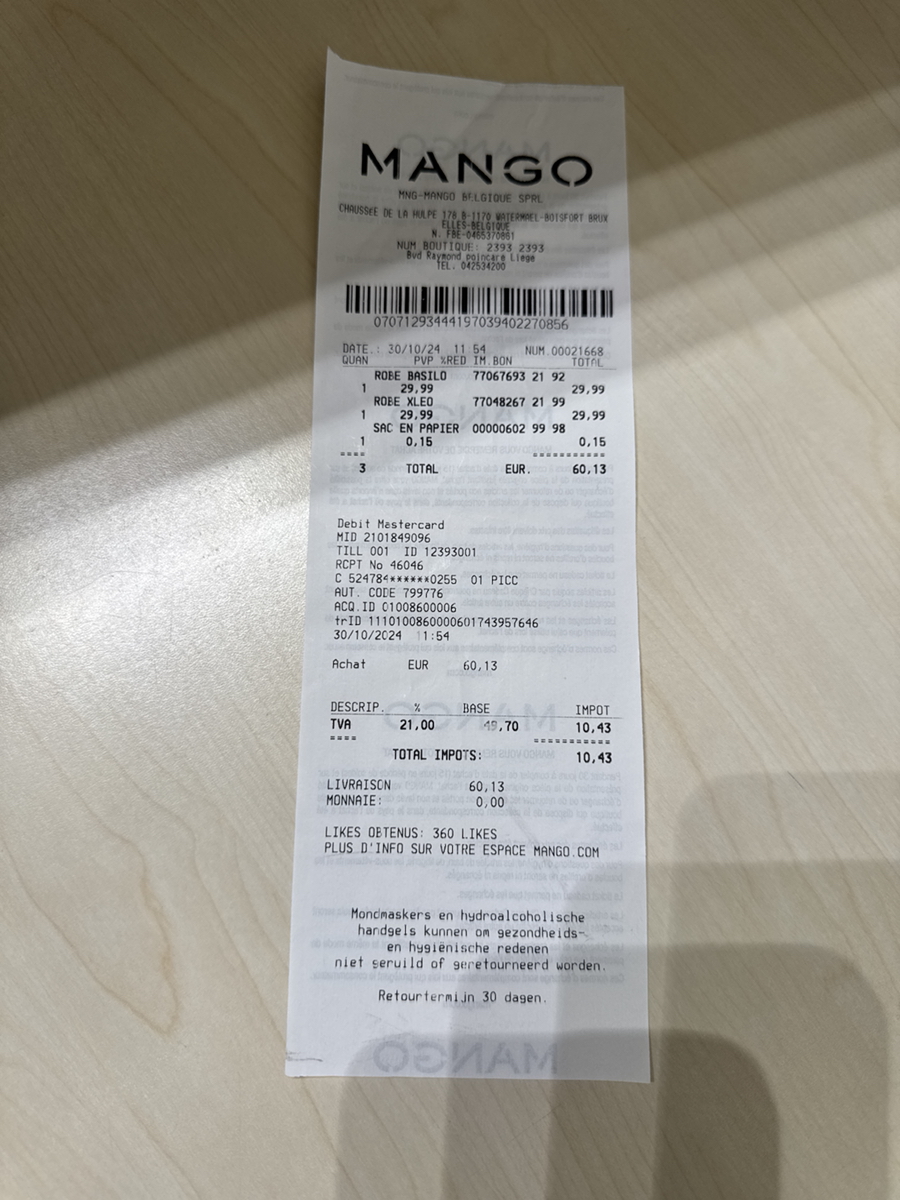 MANGO
MNG-MANGO BELGIQUE SPRL
CHAUSSÉE DE LA HULPE 178 B-1170 WATERMAEL-BOISFORT BRUX
ELLES-BELGIQUE
N. FBE-0465370861
NUM BOUTIQUE: 2393 2393
Bvd Raymond poincare Liege
TEL. 042534200
07071293444197039402270856
DATE.: 30/10/24 11 54 NUM.00021668
QUAN PVP %RED IM.BON TOTAL
ROBE BASILO 77067693 21 92
1 29,99 29,99
ROBE XLEO 77048267 21 99
1 29,99 29,99
SAC EN PAPIER 00000602 99 98
1 0,15 0,15
==== ===========
3 TOTAL EUR. 60,13
Debit Mastercard
MID 2101849096
TILL 001 ID 12393001
RCPT No 46046
C 524784******0255 01 PICC
AUT. CODE 799776
ACQ.ID 01008600006
trID 1110100860000601743957646
30/10/2024 11:54
Achat EUR 60,13
DESCRIP. % BASE IMPOT
TVA 21,00 49,70 10,43
==== ===========
TOTAL IMPOTS: 10,43
LIVRAISON 60,13
MONNAIE: 0,00
LIKES OBTENUS: 360 LIKES
PLUS D'INFO SUR VOTRE ESPACE MANGO.COM
Mondmaskers en hydroalcoholische
handgels kunnen om gezondheids-
en hygiënische redenen
niet geruild of geretourneerd worden.
Retourtermijn 30 dagen.
MANGO